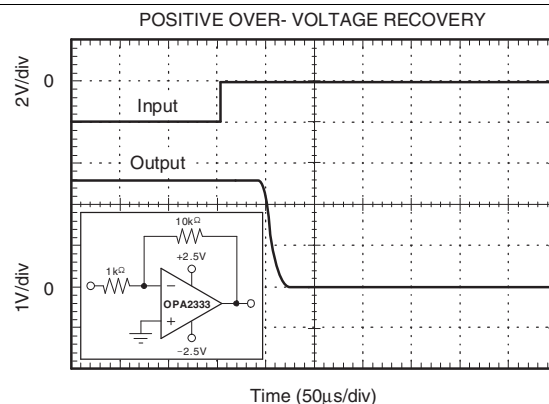 POSITIVE OVER- VOLTAGE RECOVERY
2V/div
0
Input
Output
1V/div
0
10kΩ
+2.5V
1kΩ
−
OPA2333
+
−2.5V
Time (50μs/div)